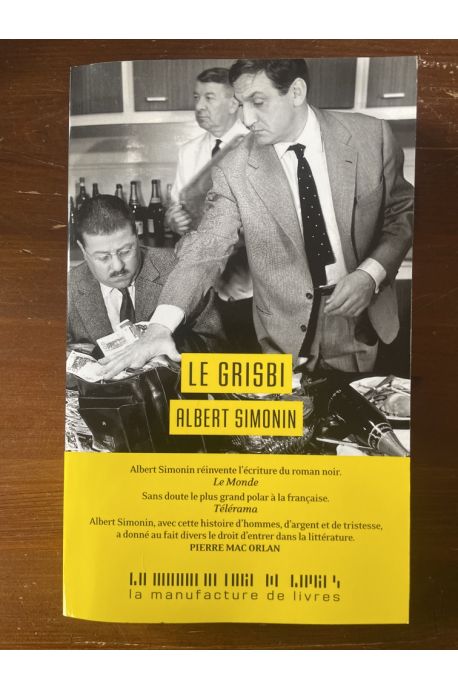 LE GRISBI
ALBERT SIMONIN
Albert Simonin réinvente l'écriture du roman noir.
Le Monde
Sans doute le plus grand polar à la française.
Télérama
Albert Simonin, avec cette histoire d'hommes, d'argent et de tristesse,
a donné au fait divers le droit d'entrer dans la littérature.
PIERRE MAC ORLAN
la manufacture de livres